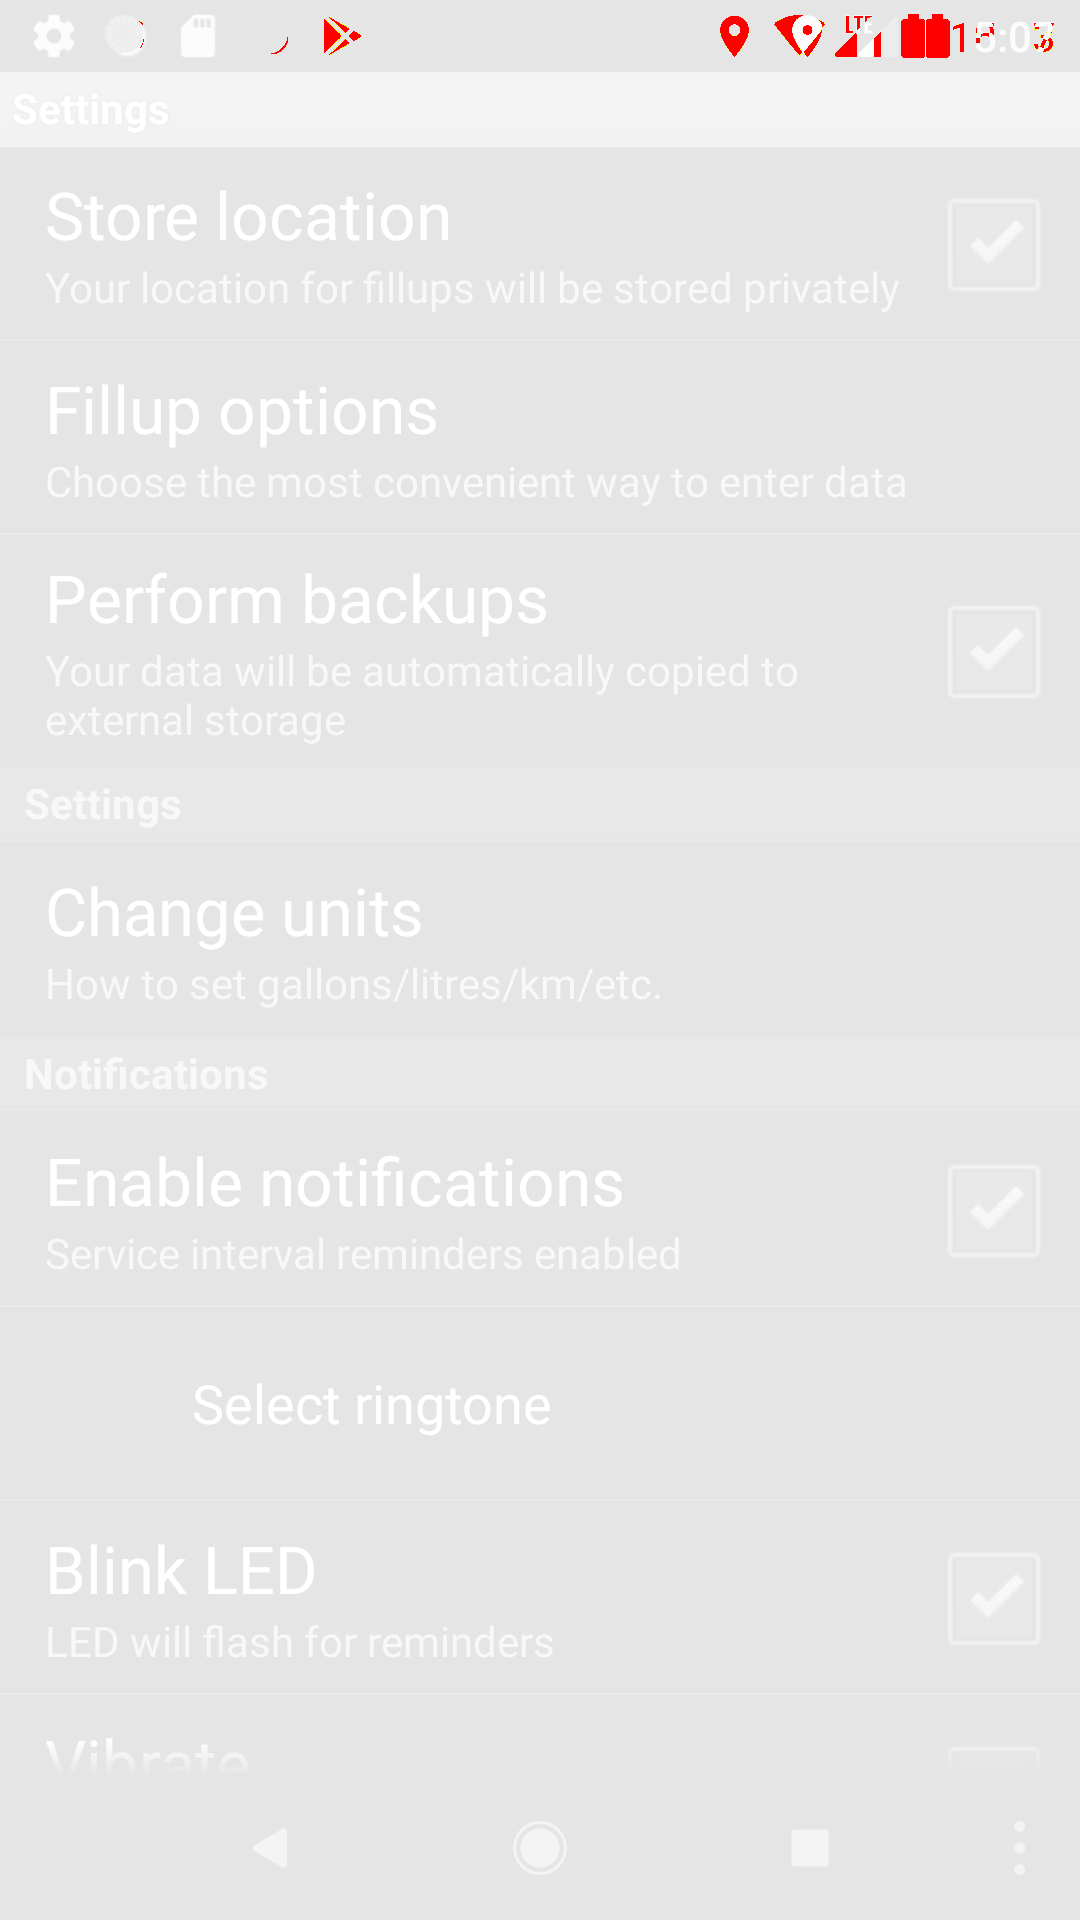 LTE
Settings
Store location
Your location for fillups will be stored privately
Fillup options
Choose the most convenient way to enter data
Perform backups
Your data will be automatically copied to
external storage
Settings
Change units
How to set gallons/litres/km/etc.
Notifications
Enable notifications
Service interval reminders enabled
Select ringtone
Blink LED
LED will flash for reminders
Vibrate